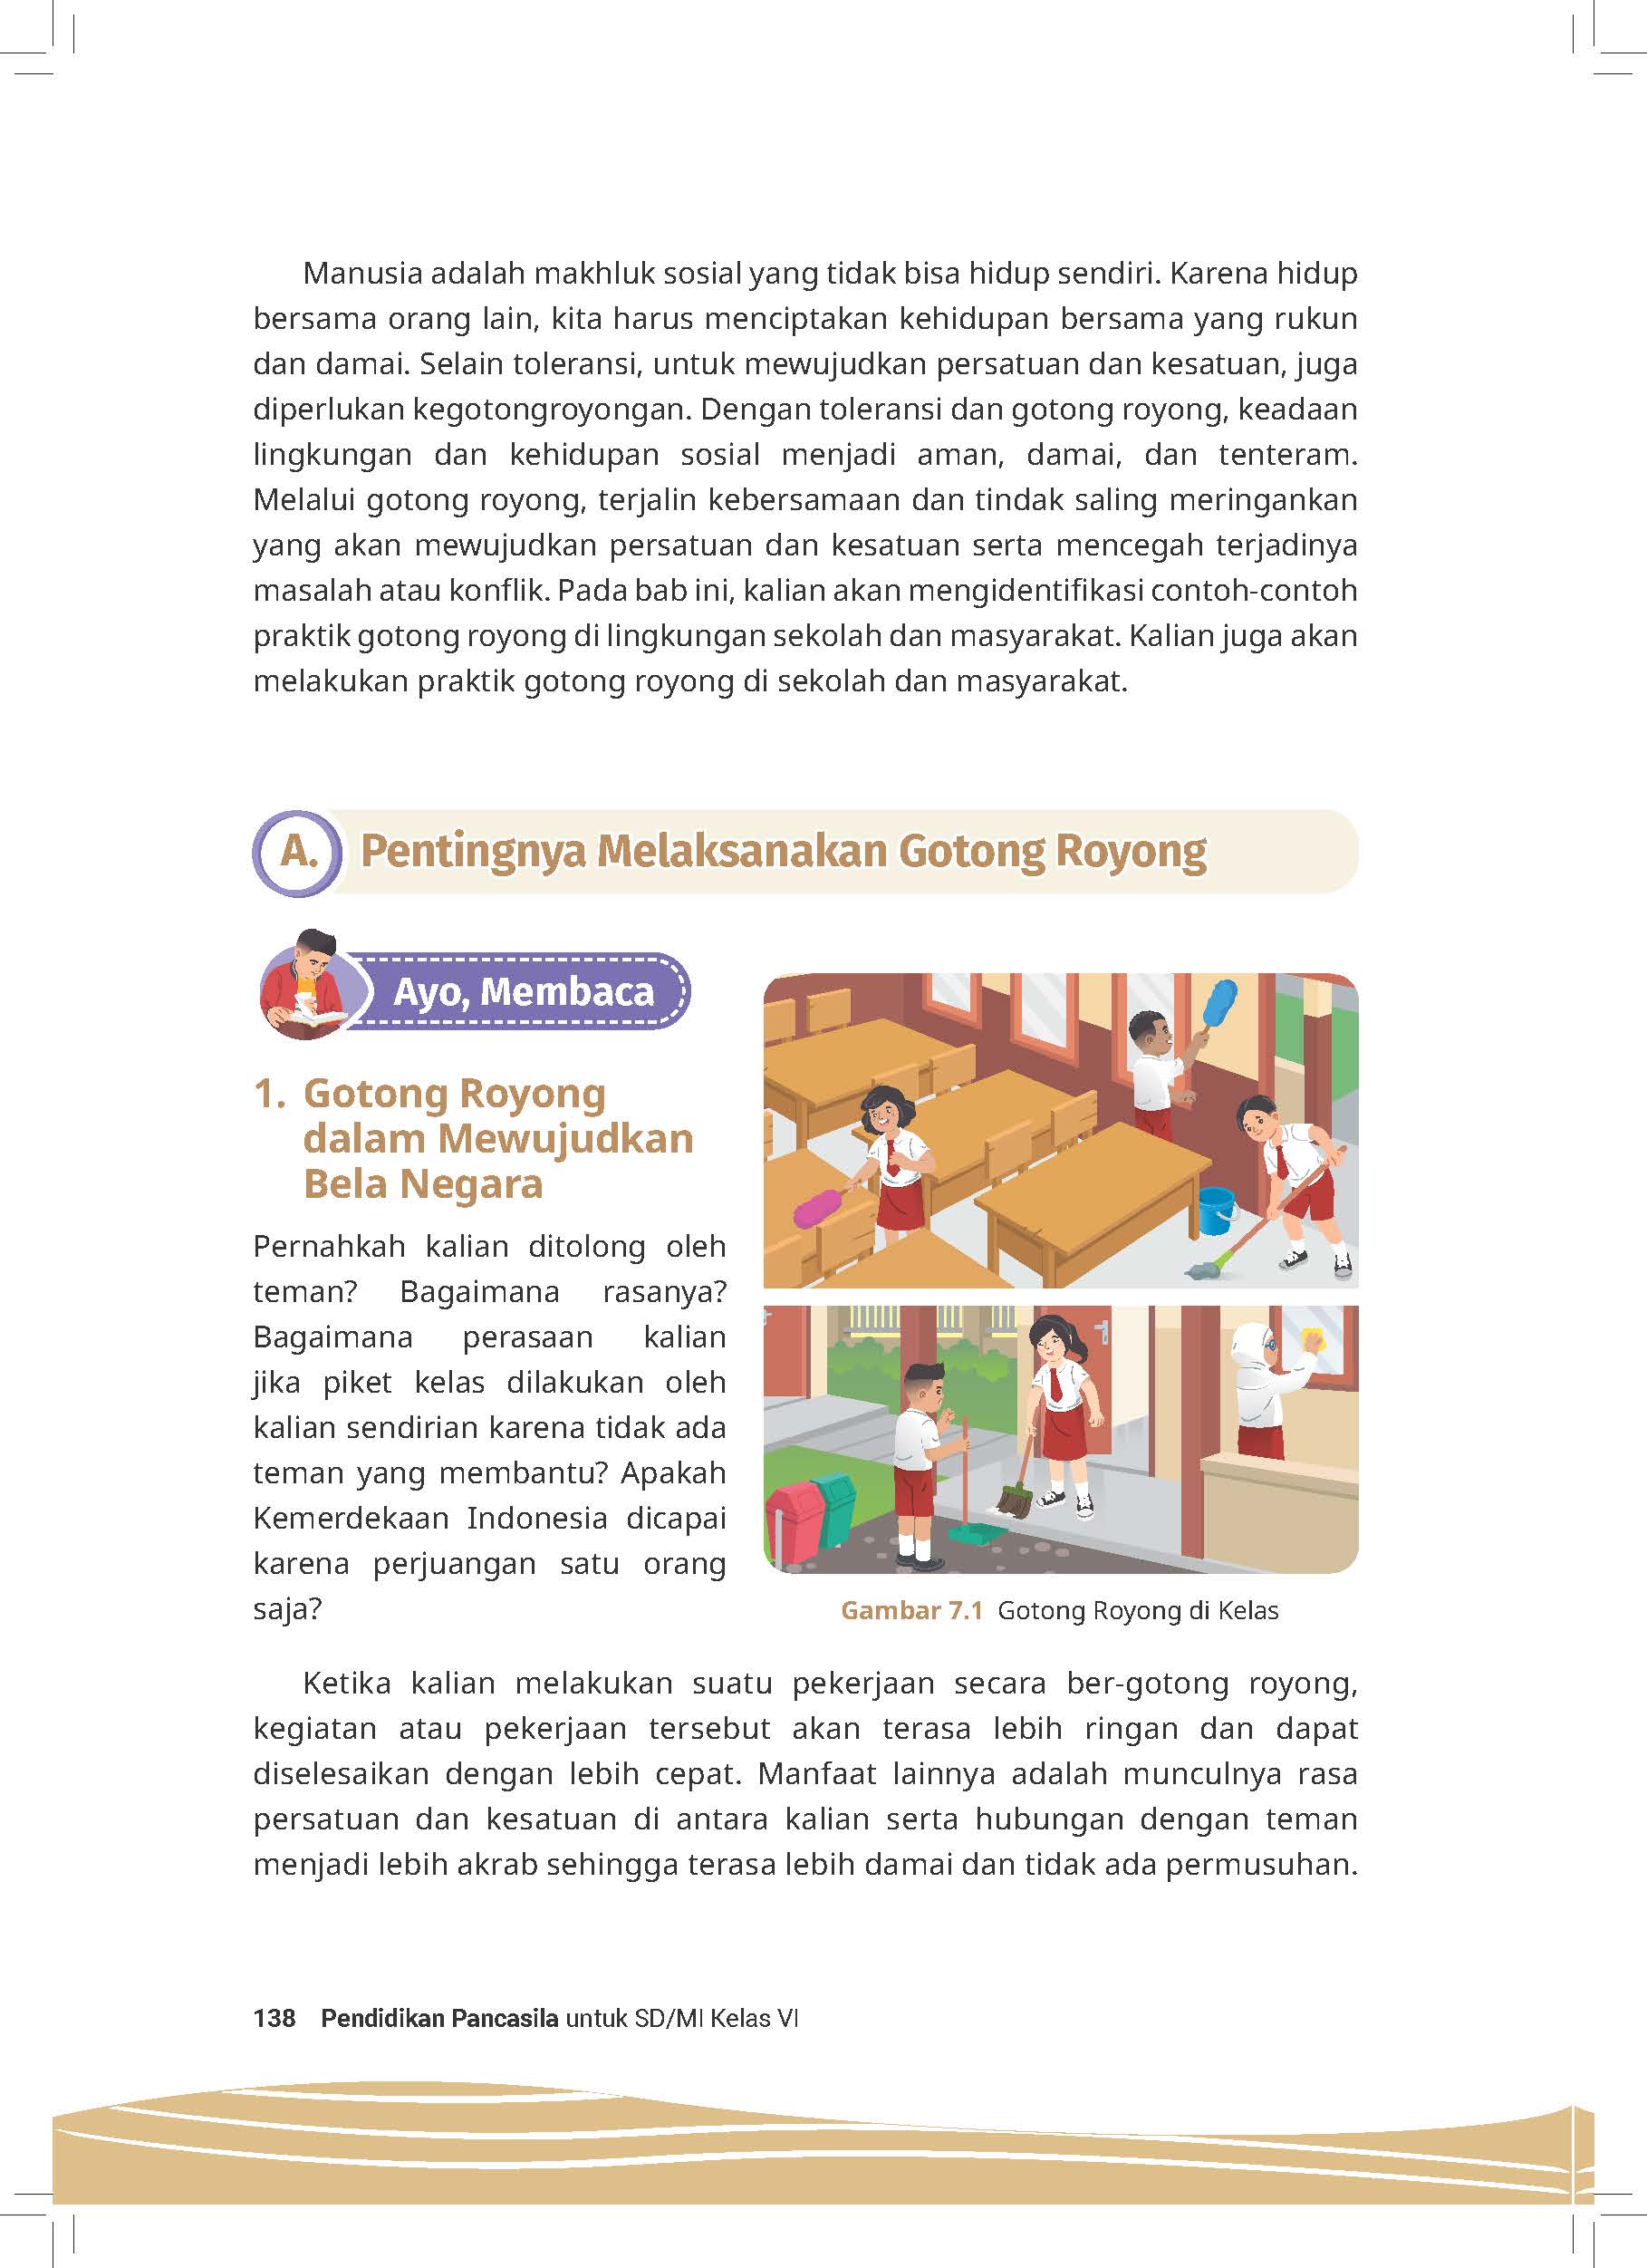 Manusia adalah makhluk sosial yang tidak bisa hidup sendiri. Karena hidup
bersama orang lain, kita harus menciptakan kehidupan bersama yang rukun
dan damai. Selain toleransi, untuk mewujudkan persatuan dan kesatuan, juga
diperlukan kegotongroyongan. Dengan toleransi dan gotong royong, keadaan
lingkungan dan kehidupan sosial menjadi aman, damai, dan tenteram.
Melalui gotong royong, terjalin kebersamaan dan tindak saling meringankan
yang akan mewujudkan persatuan dan kesatuan serta mencegah terjadinya
masalah atau konflik. Pada bab ini, kalian akan mengidentifikasi contoh-contoh
praktik gotong royong di lingkungan sekolah dan masyarakat. Kalian juga akan
melakukan praktik gotong royong di sekolah dan masyarakat.
A. Pentingnya Melaksanakan Gotong Royong
Ayo, Membaca
1. Gotong Royong
dalam Mewujudkan
Bela Negara
Pernahkah kalian ditolong oleh
teman? Bagaimana rasanya?
Bagaimana perasaan kalian
jika piket kelas dilakukan oleh
kalian sendirian karena tidak ada
teman yang membantu? Apakah
Kemerdekaan Indonesia dicapai
karena perjuangan satu orang
saja?
Gambar 7.1 Gotong Royong di Kelas
Ketika kalian melakukan suatu pekerjaan secara ber-gotong royong,
kegiatan atau pekerjaan tersebut akan terasa lebih ringan dan dapat
diselesaikan dengan lebih cepat. Manfaat lainnya adalah munculnya rasa
persatuan dan kesatuan di antara kalian serta hubungan dengan teman
menjadi lebih akrab sehingga terasa lebih damai dan tidak ada permusuhan.
138 Pendidikan Pancasila untuk SD/MI Kelas VI